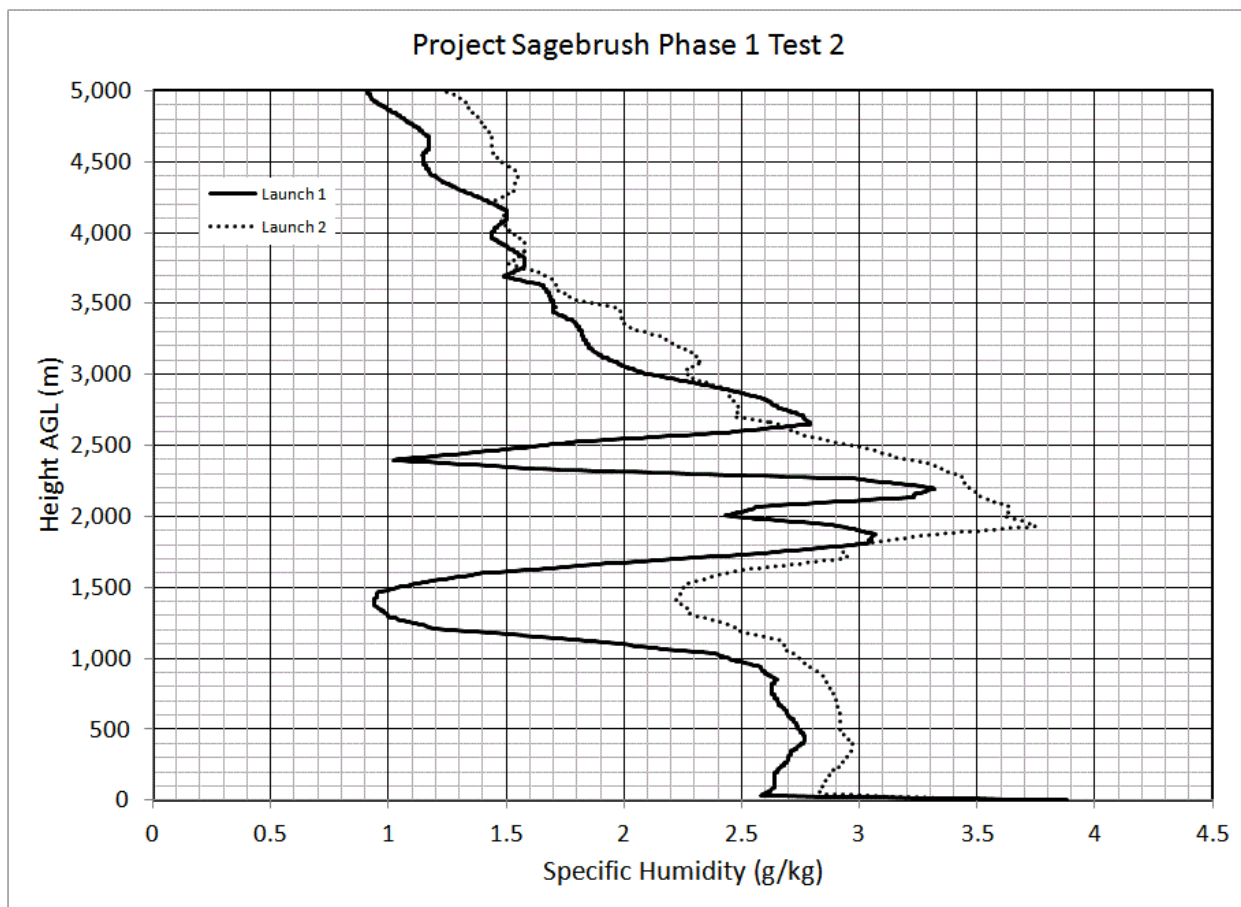 Project Sagebrush Phase 1 Test 2
5,000
4,500
4,000
3,500
3,000
2,500
2,000
1,500
1,000
500
0
Height AGL (m)
Launch 1
Launch 2
0 0.5 1 1.5 2 2.5 3 3.5 4 4.5
Specific Humidity (g/kg)